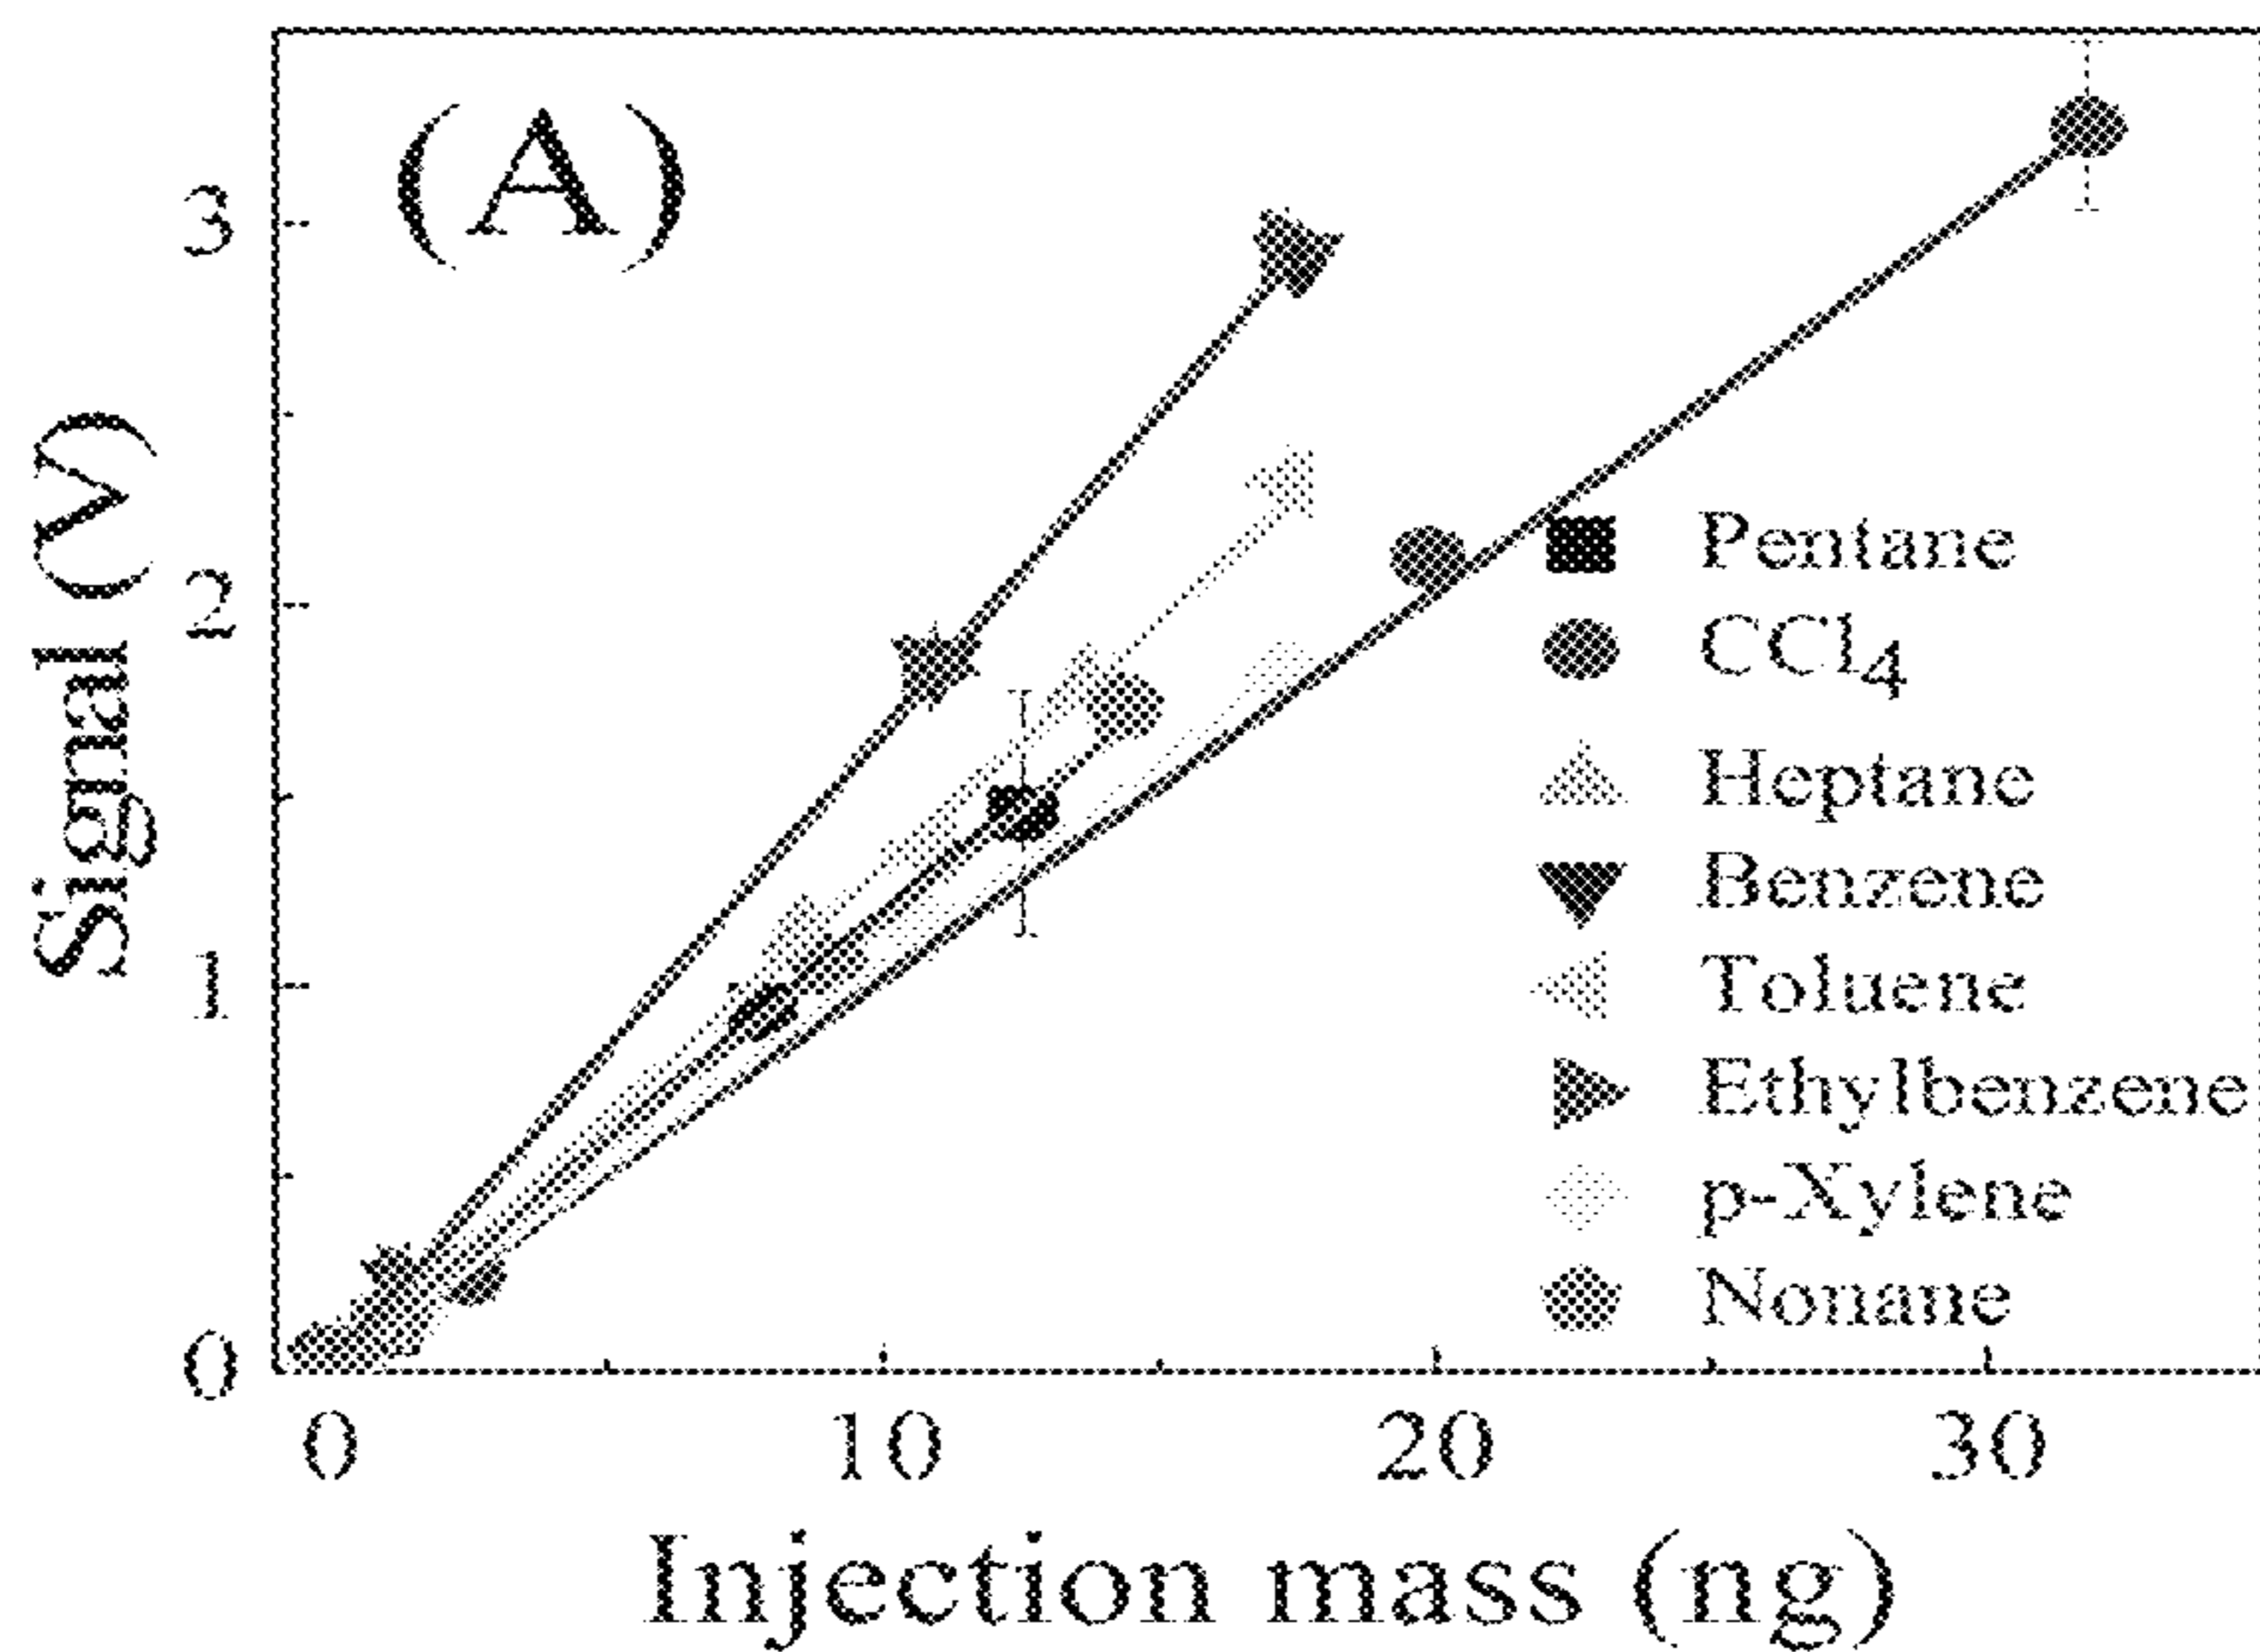 (A)
3
2
1
0
Signal (V)
Pentane
CCl4
Heptane
Benzene
Toluene
Ethylbenzene
p-Xylene
Nonane
0 10 20 30
Injection mass (ng)